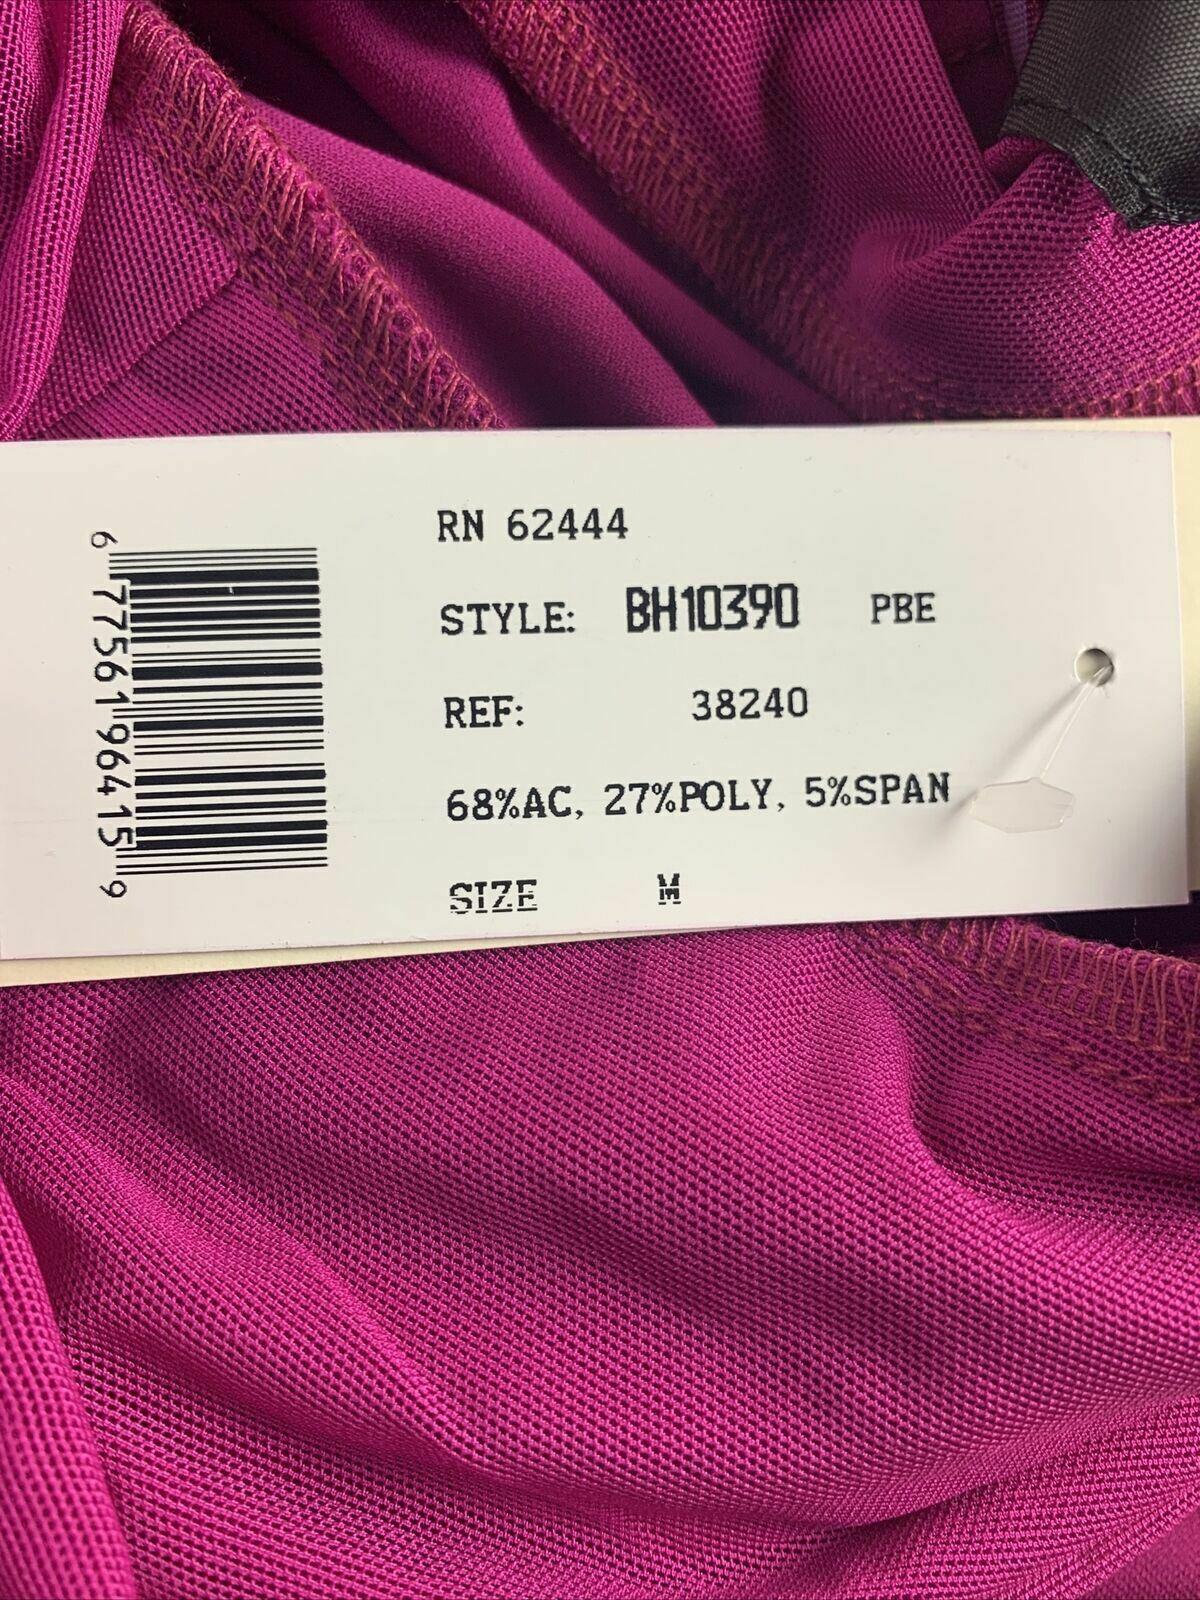 RN 62444
STYLE: BH10390 PBE
REF: 38240
68%AC, 27%POLY, 5%SPAN
SIZE M
6 77561 96415 9